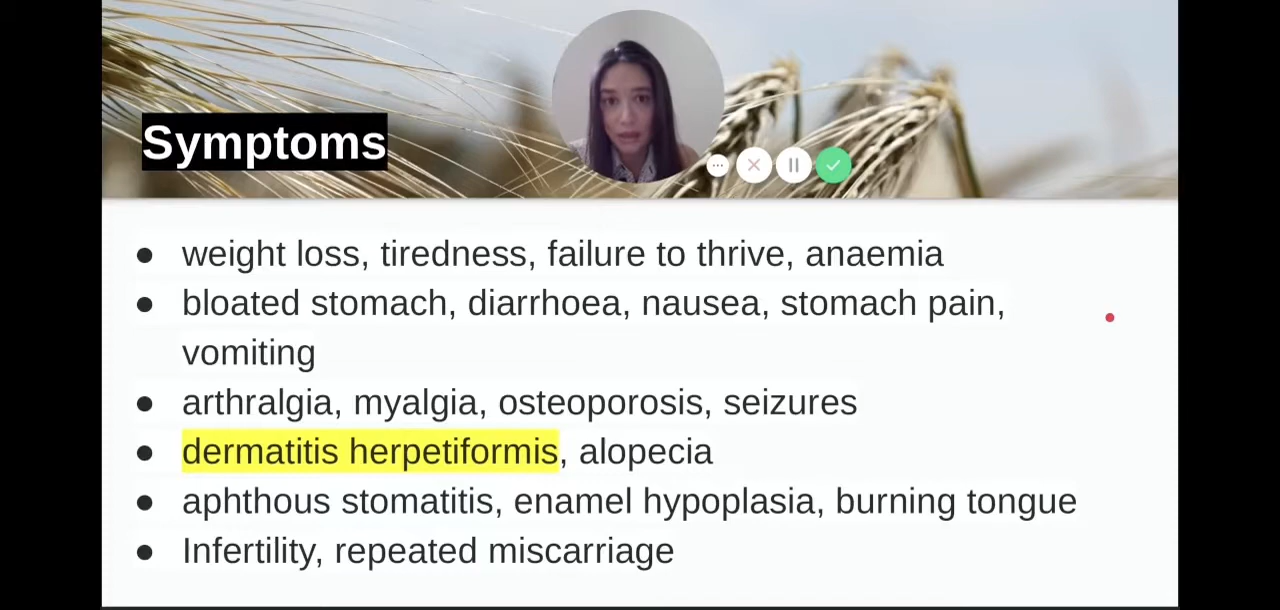 Symptoms
● weight loss, tiredness, failure to thrive, anaemia
● bloated stomach, diarrhoea, nausea, stomach pain,
vomiting
● arthralgia, myalgia, osteoporosis, seizures
● dermatitis herpetiformis, alopecia
● aphthous stomatitis, enamel hypoplasia, burning tongue
● Infertility, repeated miscarriage